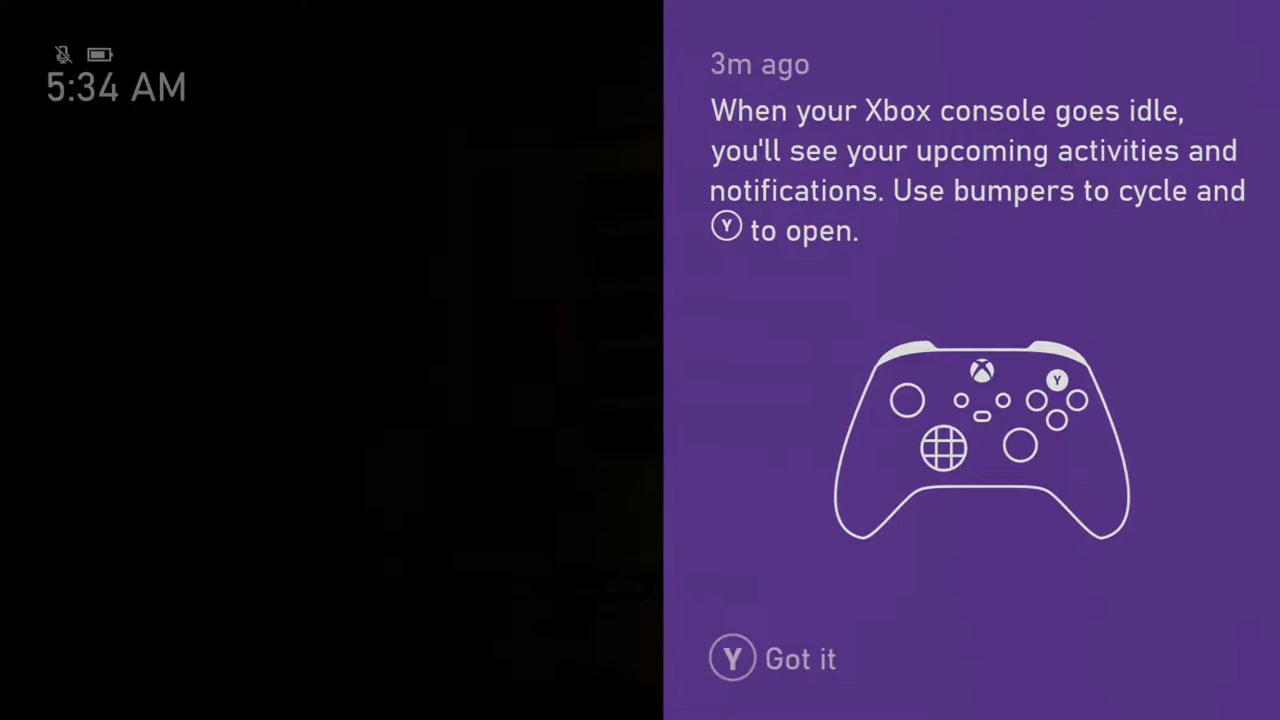 5:34 AM
3m ago
When your Xbox console goes idle,
you'll see your upcoming activities and
notifications. Use bumpers to cycle and
Y to open.
Y
Y Got it